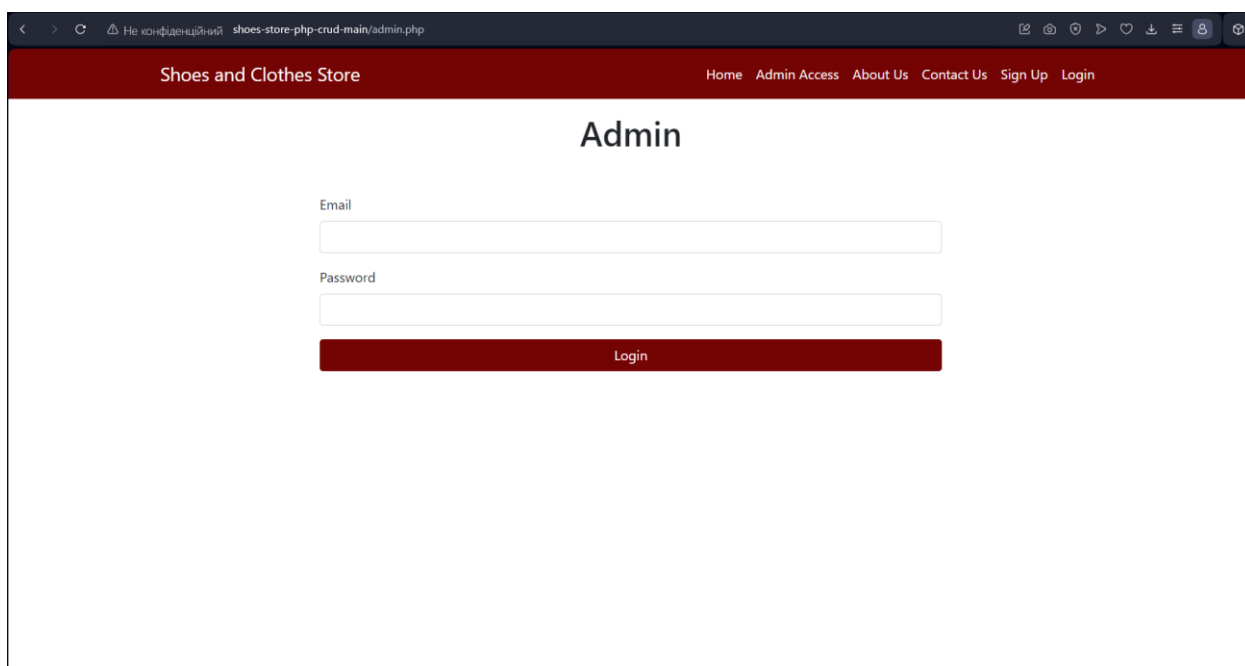 Не конфіденційний shoes-store-php-crud-main/admin.php
Shoes and Clothes Store Home Admin Access About Us Contact Us Sign Up Login
Admin
Email
Password
Login